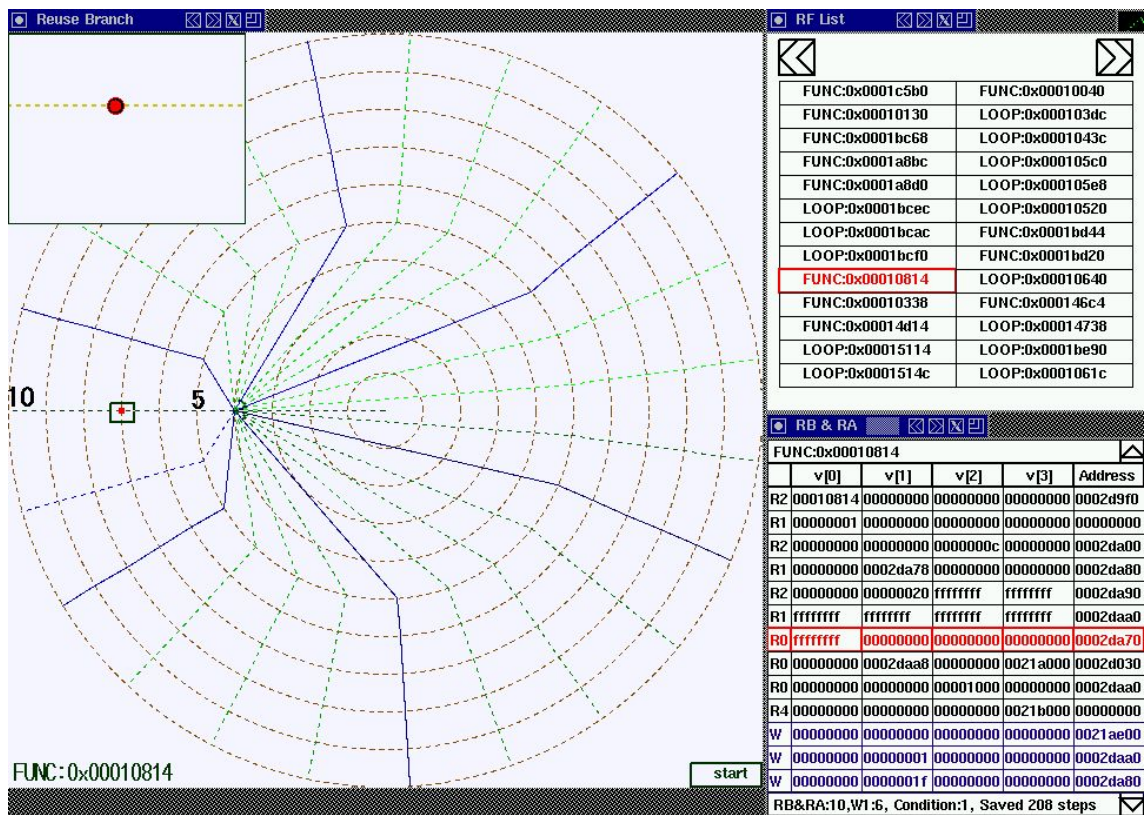 Reuse Branch
10
5
FUNC:0x00010814
start
RF List
FUNC:0x0001c5b0 FUNC:0x00010040
FUNC:0x00010130 LOOP:0x000103dc
FUNC:0x0001bc68 LOOP:0x0001043c
FUNC:0x0001a8bc LOOP:0x000105c0
FUNC:0x0001a8d0 LOOP:0x000105e8
LOOP:0x0001bcec LOOP:0x00010520
LOOP:0x0001bcac FUNC:0x0001bd44
LOOP:0x0001bcf0 FUNC:0x0001bd20
FUNC:0x00010814 LOOP:0x00010640
FUNC:0x00010338 FUNC:0x000146c4
FUNC:0x00014d14 LOOP:0x00014738
FUNC:0x00015114 LOOP:0x0001be90
FUNC:0x0001514c LOOP:0x0001061c
RB & RA
FUNC:0x00010814
v[0] v[1] v[2] v[3] Address
R2 00010814 00000000 00000000 00000000 0002d9f0
R1 00000001 00000000 00000000 00000000 00000000
R2 00000000 00000000 0000000c 00000000 0002da00
R1 00000000 0002da78 00000000 00000000 0002da80
R2 00000000 00000020 ffffffff ffffffff 0002da90
R1 ffffffff ffffffff ffffffff ffffffff 0002daa0
R0 ffffffff 00000000 00000000 00000000 0002da70
R0 00000000 0002daa8 00000000 0021a000 0002d030
R0 00000000 00000000 00001000 00000000 0002daa0
R4 00000000 00000000 00000000 0021b000 00000000
W 00000000 00000000 00000000 00000000 0021ae00
W 00000000 00000001 00000000 00000000 0002daa0
W 00000000 0000001f 00000000 00000000 0002da80
RB&RA:10,W1:6, Condition:1, Saved 208 steps